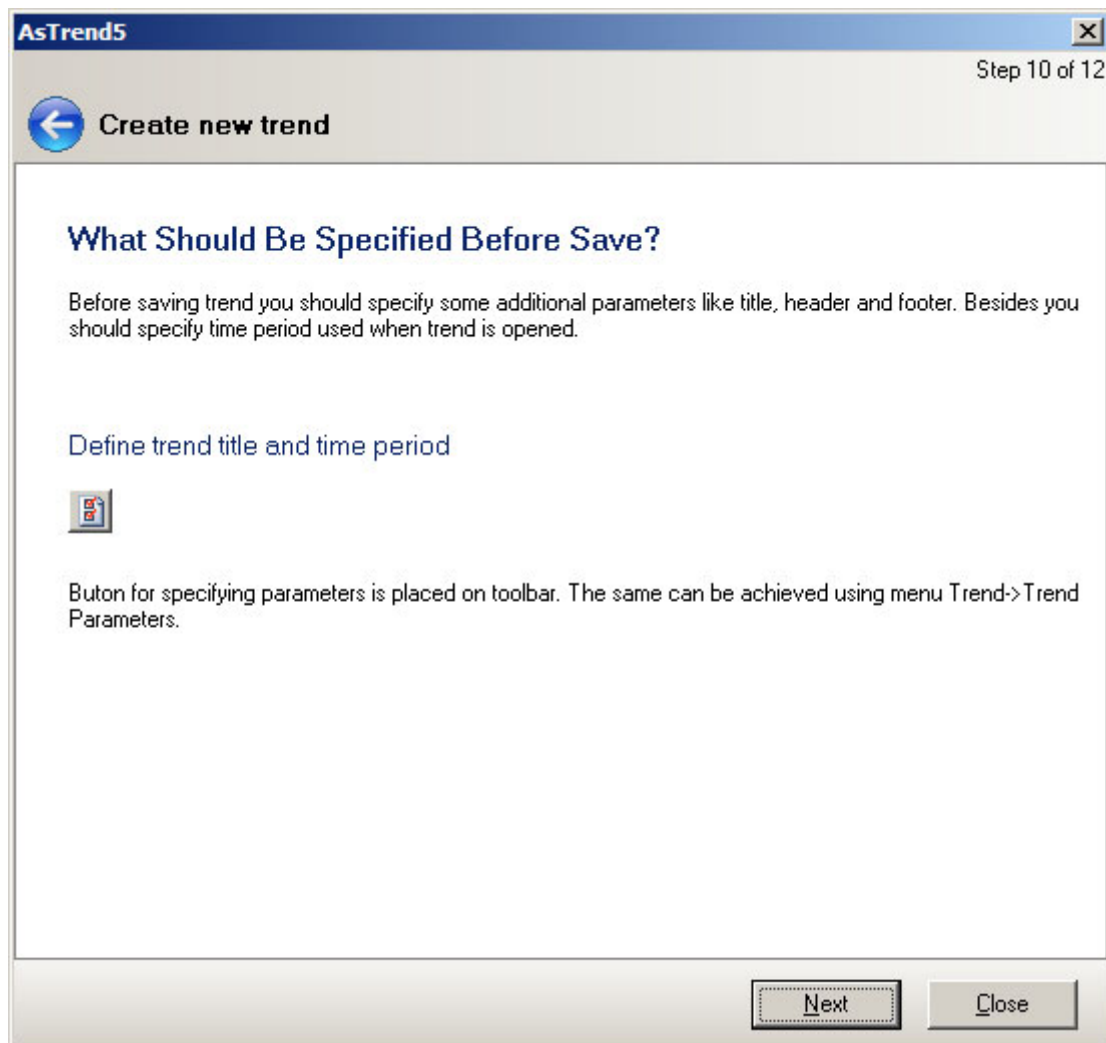 AsTrend5
Step 10 of 12
Create new trend
What Should Be Specified Before Save?
Before saving trend you should specify some additional parameters like title, header and footer. Besides you
should specify time period used when trend is opened.
Define trend title and time period
Buton for specifying parameters is placed on toolbar. The same can be achieved using menu Trend->Trend
Parameters.
Next
Close